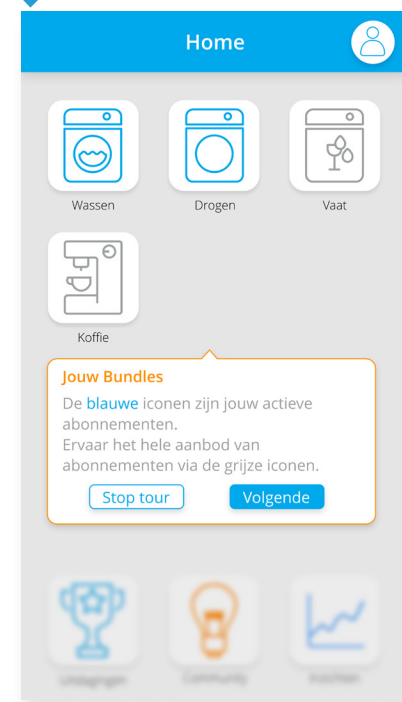 Home
Wassen
Drogen
Vaat
Koffie
Jouw Bundles
De blauwe iconen zijn jouw actieve
abonnementen.
Ervaar het hele aanbod van
abonnementen via de grijze iconen.
Stop tour
Volgende
Community